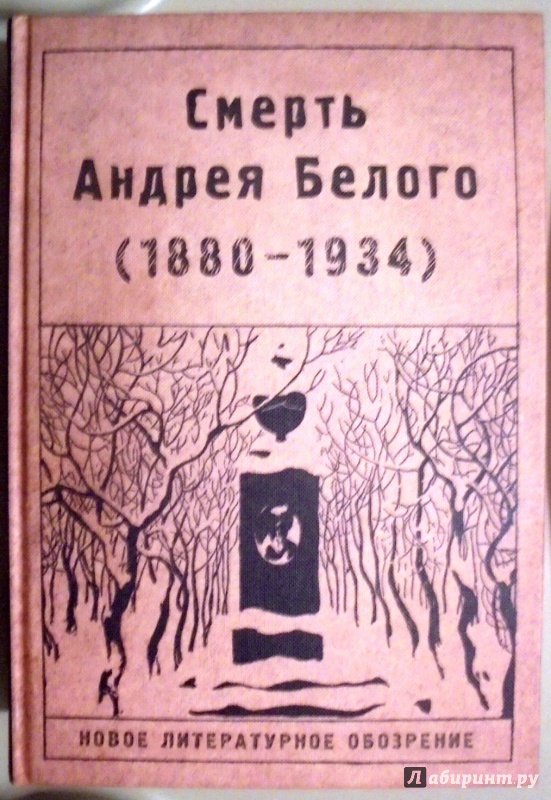 Смерть
Андрея Белого
(1880–1934)
НОВОЕ ЛИТЕРАТУРНОЕ ОБОЗРЕНИЕ
Лабиринт.ру